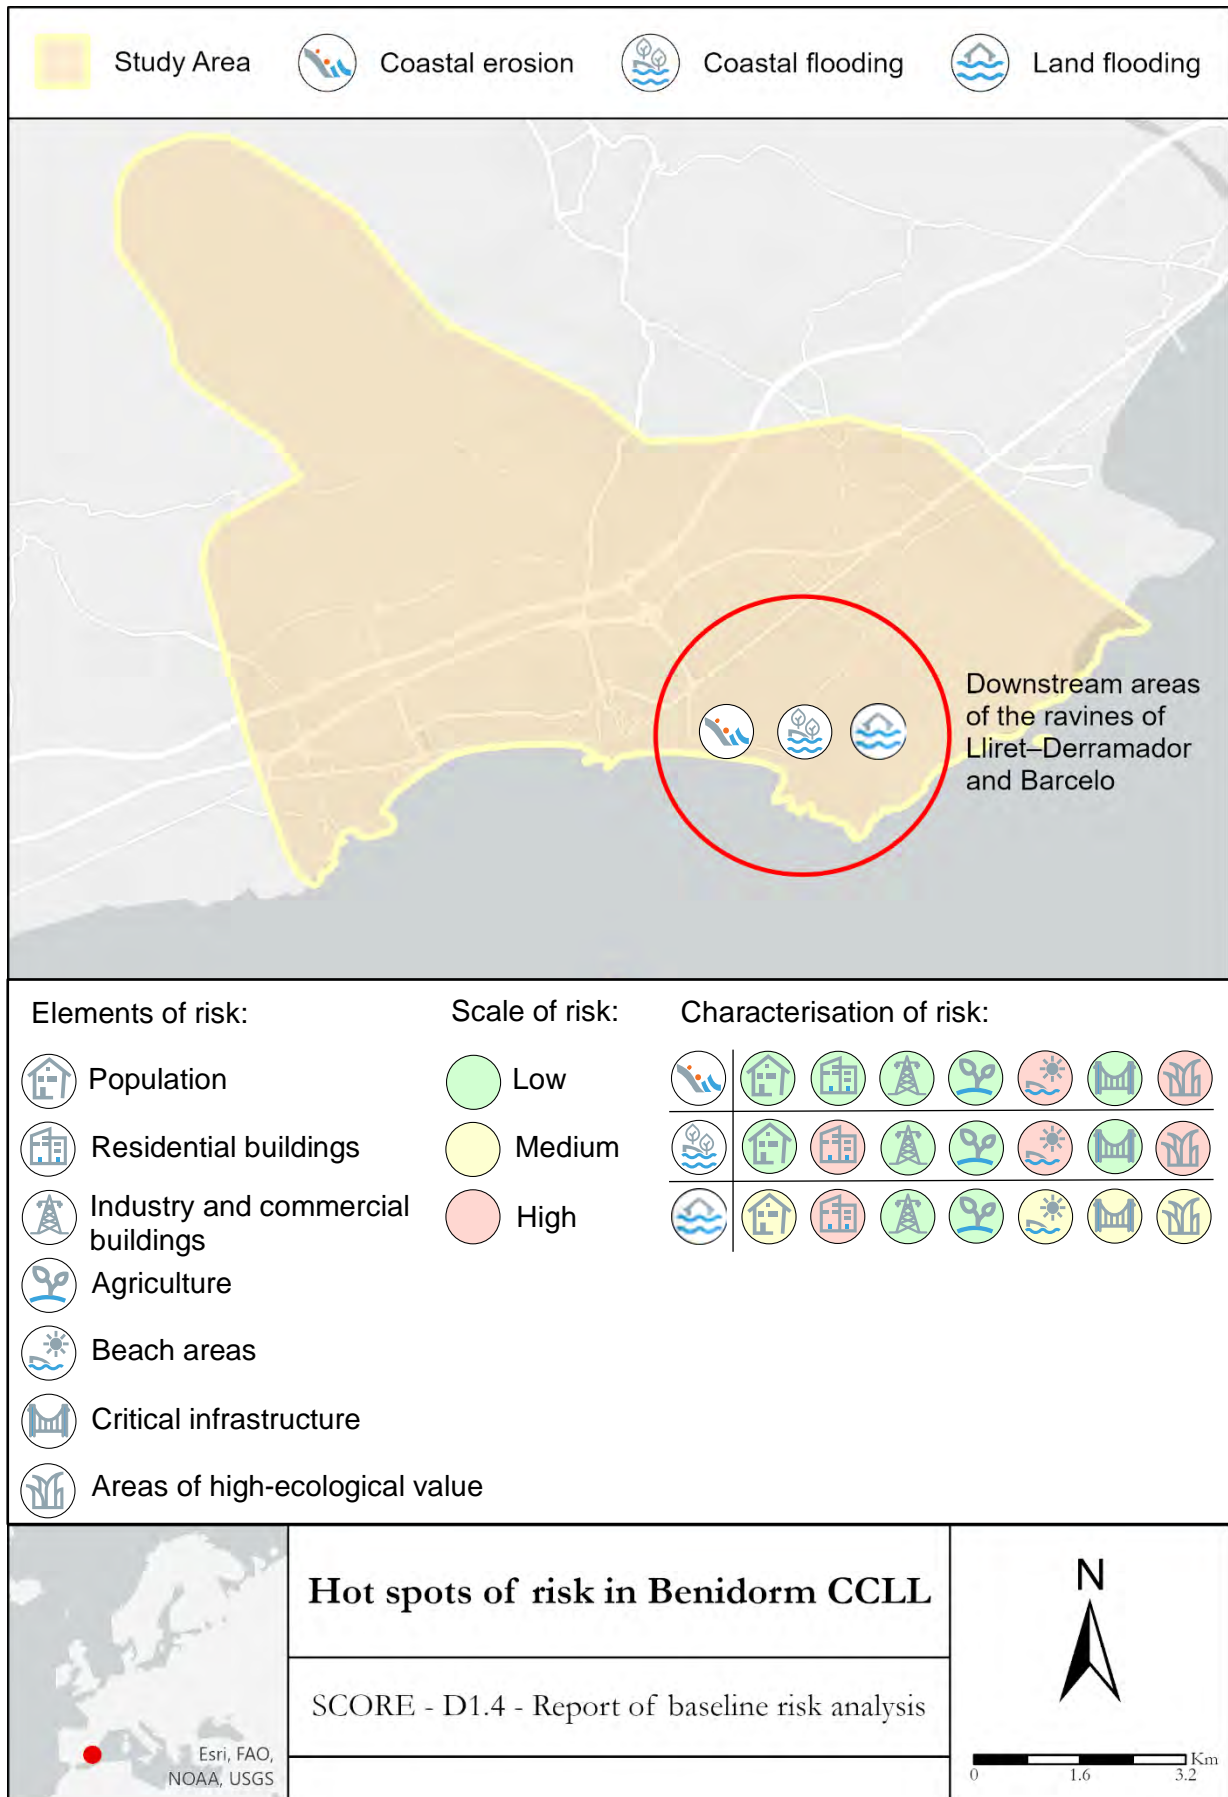 Study Area
Coastal erosion
Coastal flooding
Land flooding
Downstream areas
of the ravines of
Lliret–Derramador
and Barcelo
Elements of risk:
Population
Residential buildings
Industry and commercial
buildings
Agriculture
Beach areas
Critical infrastructure
Areas of high-ecological value
Scale of risk:
Low
Medium
High
Characterisation of risk:
Esri, FAO,
NOAA, USGS
Hot spots of risk in Benidorm CCLL
SCORE - D1.4 - Report of baseline risk analysis
N
Km
0 1.6 3.2